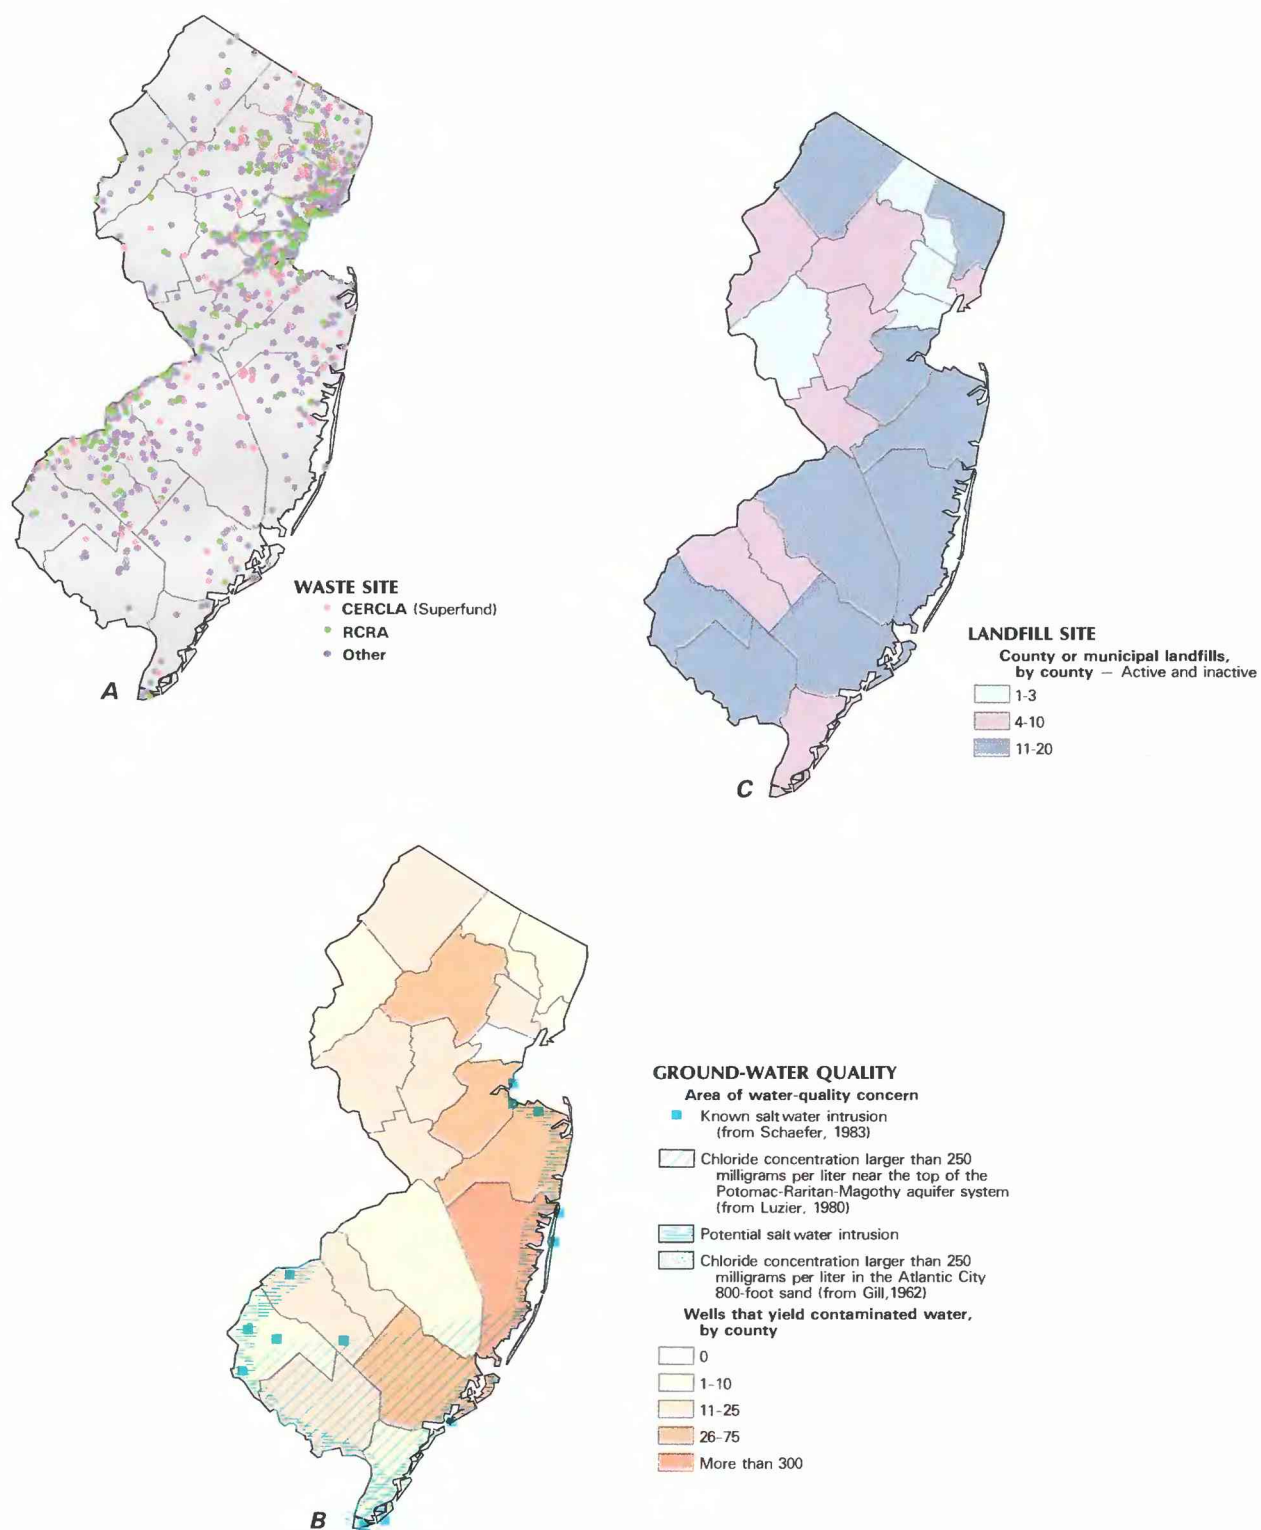 WASTE SITE
CERCLA (Superfund)
RCRA
Other
A
LANDFILL SITE
County or municipal landfills,
by county — Active and inactive
1-3
4-10
11-20
C
GROUND-WATER QUALITY
Area of water-quality concern
Known salt water intrusion
(from Schaefer, 1983)
Chloride concentration larger than 250
milligrams per liter near the top of the
Potomac-Raritan-Magothy aquifer system
(from Luzier, 1980)
Potential salt water intrusion
Chloride concentration larger than 250
milligrams per liter in the Atlantic City
800-foot sand (from Gill, 1962)
Wells that yield contaminated water,
by county
0
1-10
11-25
26-75
More than 300
B